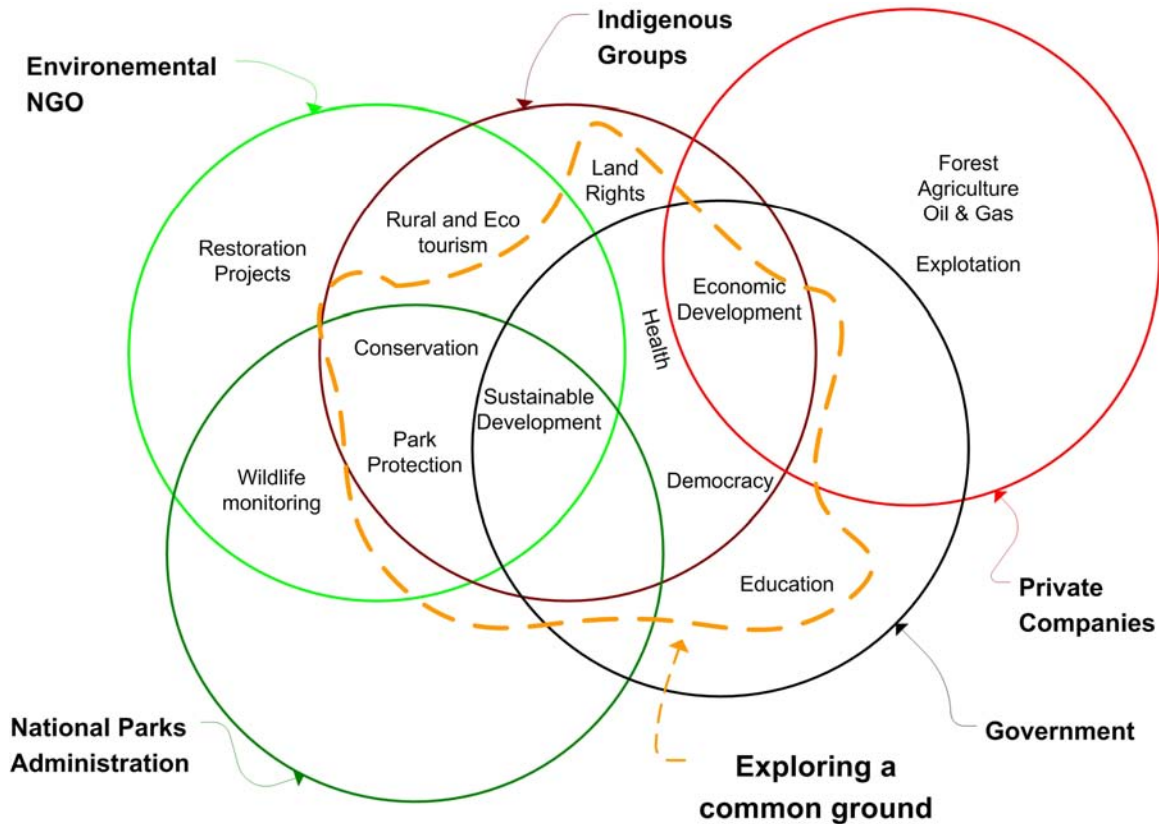 Indigenous
Groups
Environemental
NGO
Land
Rights
Forest
Agriculture
Oil & Gas
Explotation
Rural and Eco
tourism
Restoration
Projects
Economic
Development
Health
Conservation
Sustainable
Development
Park
Protection
Wildlife
monitoring
Democracy
Education
Private
Companies
National Parks
Administration
Government
Exploring a
common ground